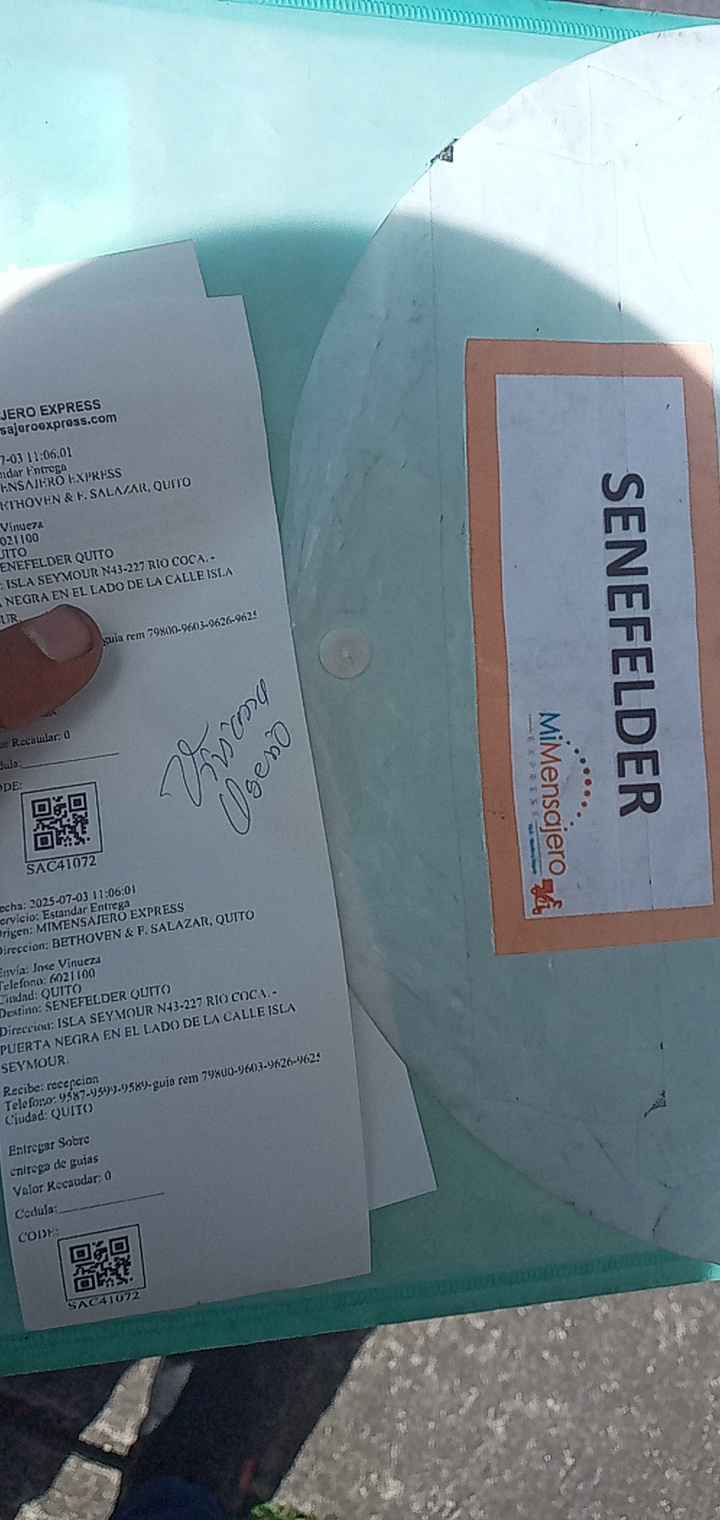 JERO EXPRESS
sajeroexpress.com
7-03 11:06:01
ndar Entrega
ENSAJERO EXPRESS
ETHOVEN & F. SALAZAR, QUITO
Vinueza
021100
UITO
ENEFELDER QUITO
: ISLA SEYMOUR N43-227 RIO COCA. -
A NEGRA EN EL LADO DE LA CALLE ISLA
UR.
guia rem 79800-9603-9626-9625
or Recaudar: 0
dula:
ODE:
SAC41072
echa: 2025-07-03 11:06:01
ervicio: Estandar Entrega
rigen: MIMENSAJERO EXPRESS
Direccion: BETHOVEN & F. SALAZAR, QUITO
Envia: Jose Vinueza
Telefono: 6021100
Ciudad: QUITO
Destino: SENEFELDER QUITO
Direccion: ISLA SEYMOUR N43-227 RIO COCA. -
PUERTA NEGRA EN EL LADO DE LA CALLE ISLA
SEYMOUR.
Recibe: recepcion
Telefono: 9587-9599-9589-guia rem 79800-9603-9626-9625
Ciudad: QUITO
Entregar Sobre
entrega de guias
Valor Recaudar: 0
Cedula:
CODE:
SAC41072
SENEFELDER
MiMensajero
EXPRESS